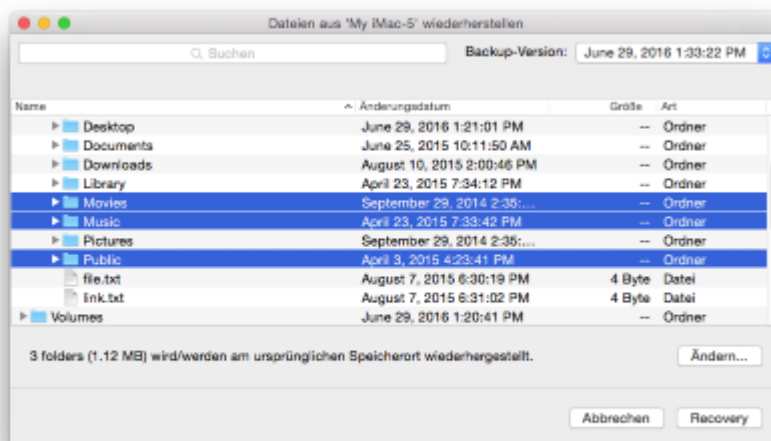 Dateien aus 'My iMac-5' wiederherstellen
Suchen Backup-Version: June 29, 2016 1:33:22 PM
Name Änderungsdatum Größe Art
Desktop June 29, 2016 1:21:01 PM -- Ordner
Documents June 25, 2015 10:11:50 AM -- Ordner
Downloads August 10, 2015 2:00:46 PM -- Ordner
Library April 23, 2015 7:34:12 PM -- Ordner
Movies September 29, 2014 2:35:... -- Ordner
Music April 23, 2015 7:33:42 PM -- Ordner
Pictures September 29, 2014 2:35:... -- Ordner
Public April 3, 2015 4:23:41 PM -- Ordner
file.txt August 7, 2015 6:30:19 PM 4 Byte Datei
link.txt August 7, 2015 6:31:02 PM 4 Byte Datei
Volumes June 29, 2016 1:20:41 PM -- Ordner
3 folders (1.12 MB) wird/werden am ursprünglichen Speicherort wiederhergestellt. Ändern...
Abbrechen Recovery